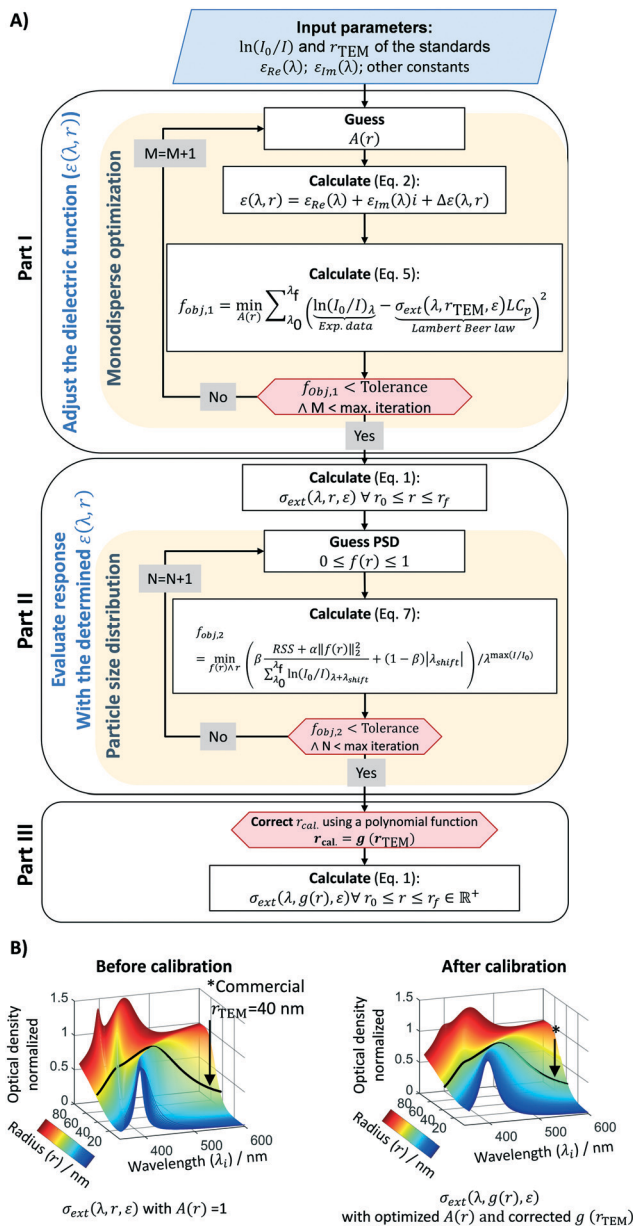 A)
Input parameters:
ln(I₀/I) and r_TEM of the standards
ε_Re(λ); ε_Im(λ); other constants
Part I
Adjust the dielectric function (ε(λ, r))
Monodisperse optimization
M=M+1
Guess
A(r)
Calculate (Eq. 2):
ε(λ, r) = ε_Re(λ) + ε_Im(λ)i + Δε(λ, r)
Calculate (Eq. 5):
f_obj,1 = min_A(r) ∑_λ₀^λf (ln(I₀/I)_λ − σ_ext(λ, r_TEM, ε)LC_p)²
Exp. data Lambert Beer law
No
f_Obj,1 < Tolerance
∧ M < max. iteration
Yes
Part II
Evaluate response
With the determined ε(λ, r)
Particle size distribution
Calculate (Eq. 1):
σ_ext(λ, r, ε) ∀ r₀ ≤ r ≤ r_f
N=N+1
Guess PSD
0 ≤ f(r) ≤ 1
Calculate (Eq. 7):
f_obj,2
= min_f(r)∧r (β (RSS + α‖f(r)‖₂²)/(∑_λ₀^λf ln(I₀/I)_λ+λ_shift) + (1 − β)|λ_shift|) /λ^max(I/I₀)
No
f_Obj,2 < Tolerance
∧ N < max iteration
Yes
Part III
Correct r_cal. using a polynomial function
r_cal. = g (r_TEM)
Calculate (Eq. 1):
σ_ext(λ, g(r), ε)∀ r₀ ≤ r ≤ r_f ∈ ℝ⁺
B)
Before calibration
*Commercial
r_TEM=40 nm
Optical density
normalized
1.5
1
0.5
0
80
60
40
20
Radius (r) / nm
400
500
600
Wavelength (λ_i) / nm
σ_ext(λ, r, ε) with A(r) =1
After calibration
*
Optical density
normalized
1.5
1
0.5
0
80
60
40
20
Radius (r) / nm
400
500
600
Wavelength (λ_i) / nm
σ_ext(λ, g(r), ε)
with optimized A(r) and corrected g (r_TEM)